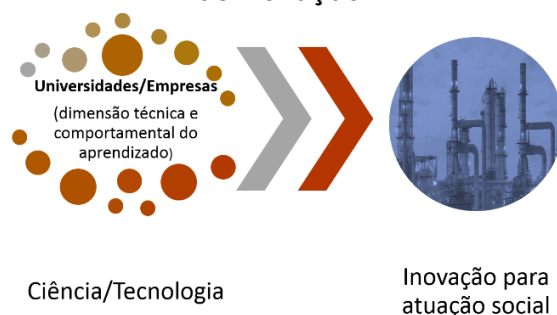 Universidades/Empresas
(dimensão técnica e
comportamental do
aprendizado)
Ciência/Tecnologia
Inovação para
atuação social